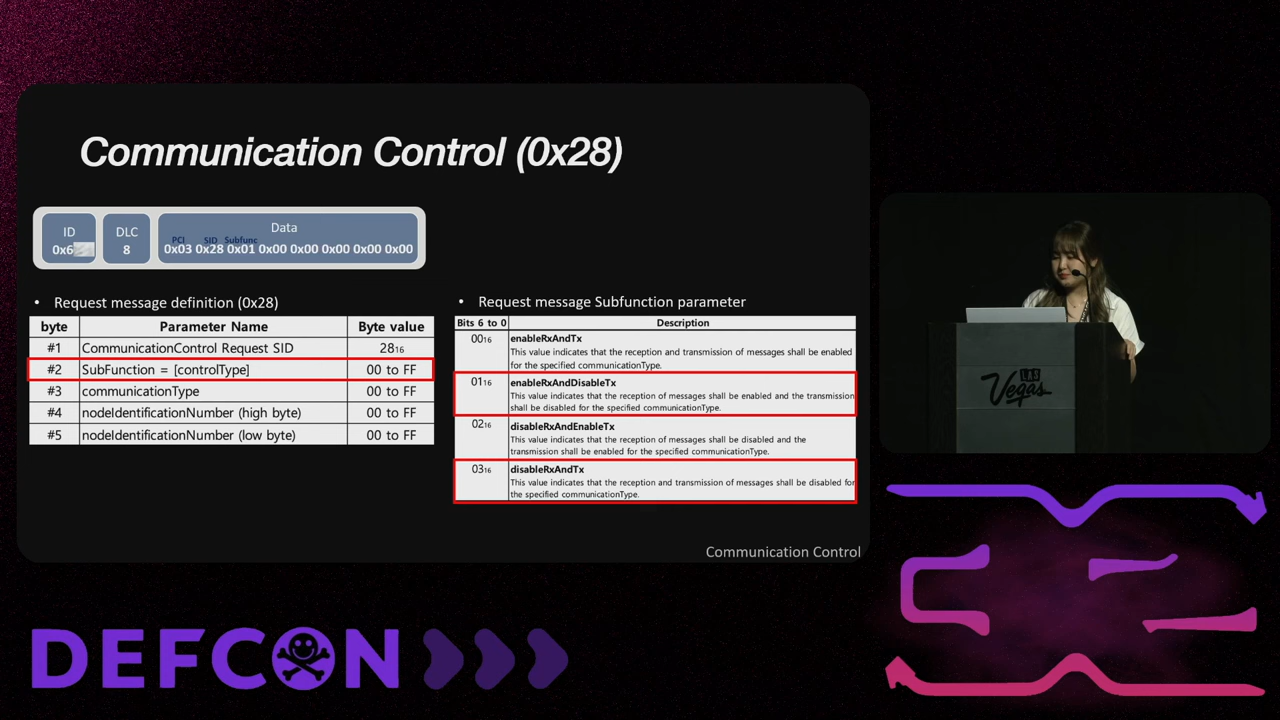 Communication Control (0x28)
ID
0x6
DLC
8
Data
PCI SID Subfunc
0x03 0x28 0x01 0x00 0x00 0x00 0x00 0x00
• Request message definition (0x28)
byte Parameter Name Byte value
#1 CommunicationControl Request SID 28₁₆
#2 SubFunction = [controlType] 00 to FF
#3 communicationType 00 to FF
#4 nodeIdentificationNumber (high byte) 00 to FF
#5 nodeIdentificationNumber (low byte) 00 to FF
• Request message Subfunction parameter
Bits 6 to 0 Description
00₁₆ enableRxAndTx
This value indicates that the reception and transmission of messages shall be enabled
for the specified communicationType.
01₁₆ enableRxAndDisableTx
This value indicates that the reception of messages shall be enabled and the transmission
shall be disabled for the specified communicationType.
02₁₆ disableRxAndEnableTx
This value indicates that the reception of messages shall be disabled and the
transmission shall be enabled for the specified communicationType.
03₁₆ disableRxAndTx
This value indicates that the reception and transmission of messages shall be disabled for
the specified communicationType.
Communication Control
LAS
Vegas
DEFCON